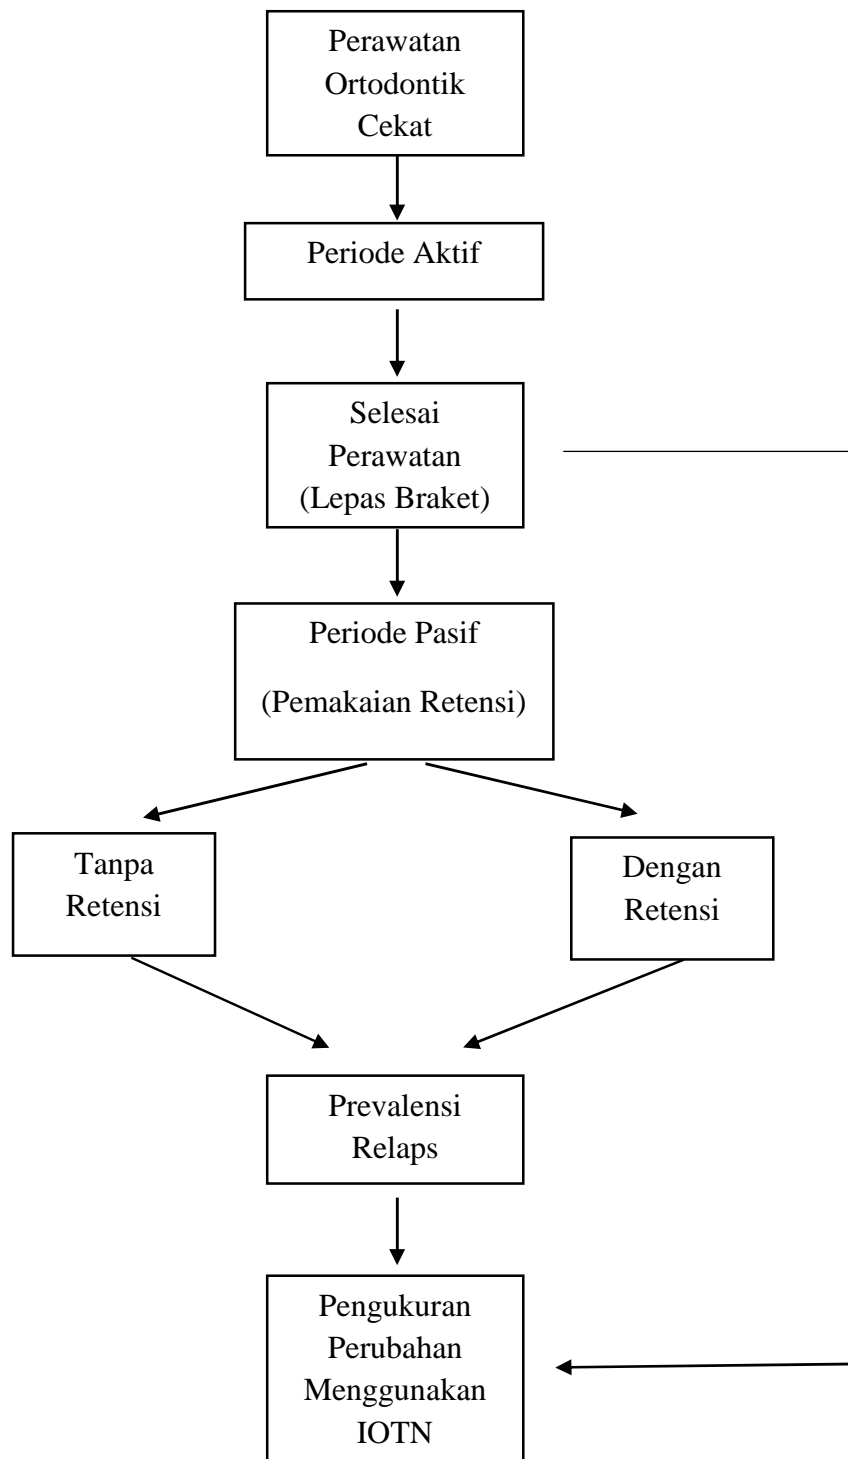 Perawatan
Ortodontik
Cekat
Periode Aktif
Selesai
Perawatan
(Lepas Braket)
Periode Pasif
(Pemakaian Retensi)
Tanpa
Retensi
Dengan
Retensi
Prevalensi
Relaps
Pengukuran
Perubahan
Menggunakan
IOTN